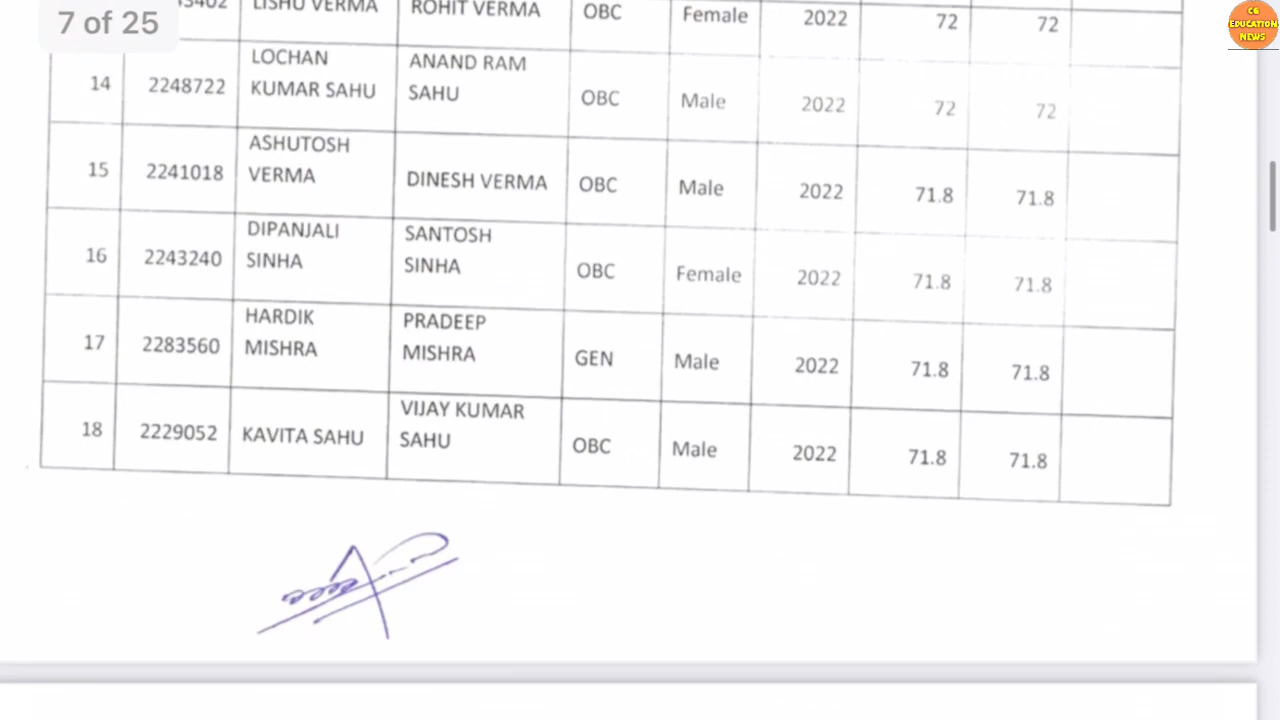 7 of 25
LISHU VERMA ROHIT VERMA OBC Female 2022 72 72
CG
EDUCATION
NEWS
LOCHAN ANAND RAM
14 2248722 KUMAR SAHU SAHU OBC Male 2022 72 72
ASHUTOSH
15 2241018 VERMA DINESH VERMA OBC Male 2022 71.8 71.8
DIPANJALI SANTOSH
16 2243240 SINHA SINHA OBC Female 2022 71.8 71.8
HARDIK PRADEEP
17 2283560 MISHRA MISHRA GEN Male 2022 71.8 71.8
VIJAY KUMAR
18 2229052 KAVITA SAHU SAHU OBC Male 2022 71.8 71.8